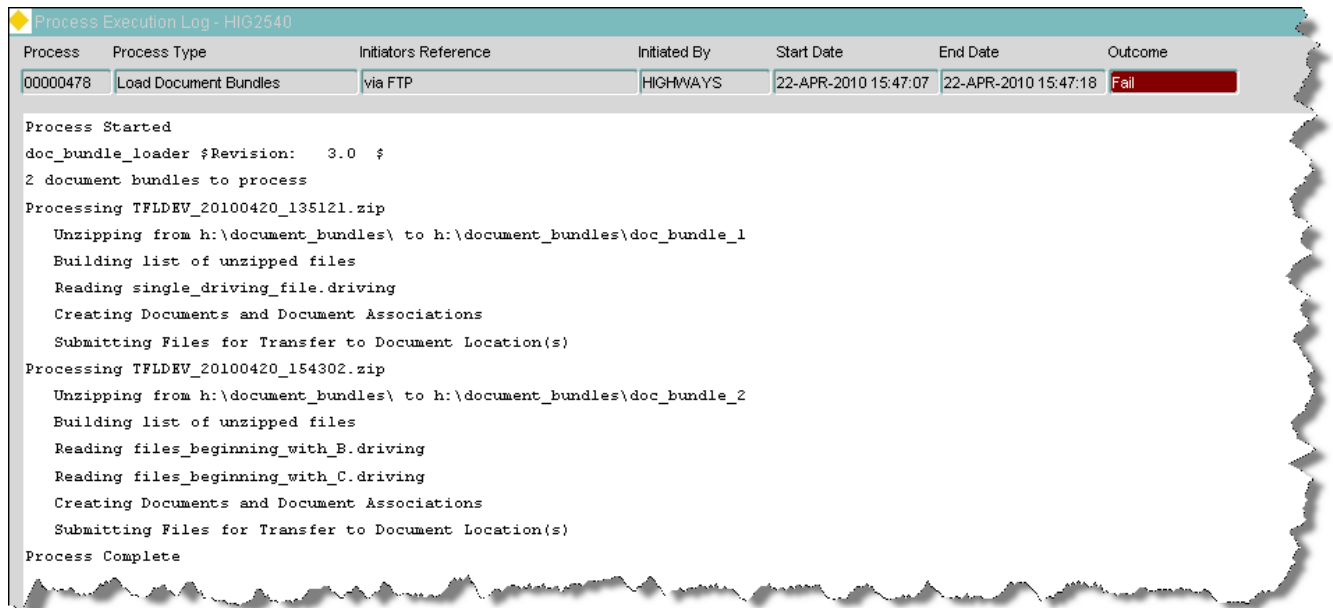 Process Execution Log - HIG2540
Process Process Type Initiators Reference Initiated By Start Date End Date Outcome
00000478 Load Document Bundles via FTP HIGHWAYS 22-APR-2010 15:47:07 22-APR-2010 15:47:18 Fail
Process Started
doc_bundle_loader $Revision:   3.0  $
2 document bundles to process
Processing TFLDEV_20100420_135121.zip
Unzipping from h:\document_bundles\ to h:\document_bundles\doc_bundle_1
Building list of unzipped files
Reading single_driving_file.driving
Creating Documents and Document Associations
Submitting Files for Transfer to Document Location(s)
Processing TFLDEV_20100420_154302.zip
Unzipping from h:\document_bundles\ to h:\document_bundles\doc_bundle_2
Building list of unzipped files
Reading files_beginning_with_B.driving
Reading files_beginning_with_C.driving
Creating Documents and Document Associations
Submitting Files for Transfer to Document Location(s)
Process Complete